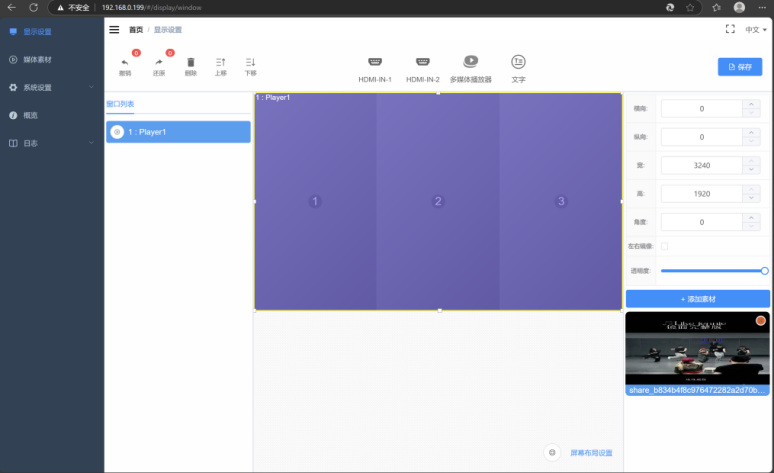 不安全 192.168.0.199/#/display/window
显示设置
媒体素材
系统设置
概览
日志
首页 / 显示设置
中文
0
撤销
0
还原
删除
上移
下移
HDMI-IN-1
HDMI-IN-2
多媒体播放器
文字
保存
窗口列表
1 : Player1
1 : Player1
1
2
3
横向: 0
纵向: 0
宽: 3240
高: 1920
角度: 0
左右镜像:
透明度:
+ 添加素材
share_b834b4f8c976472282a2d70b...
屏幕布局设置